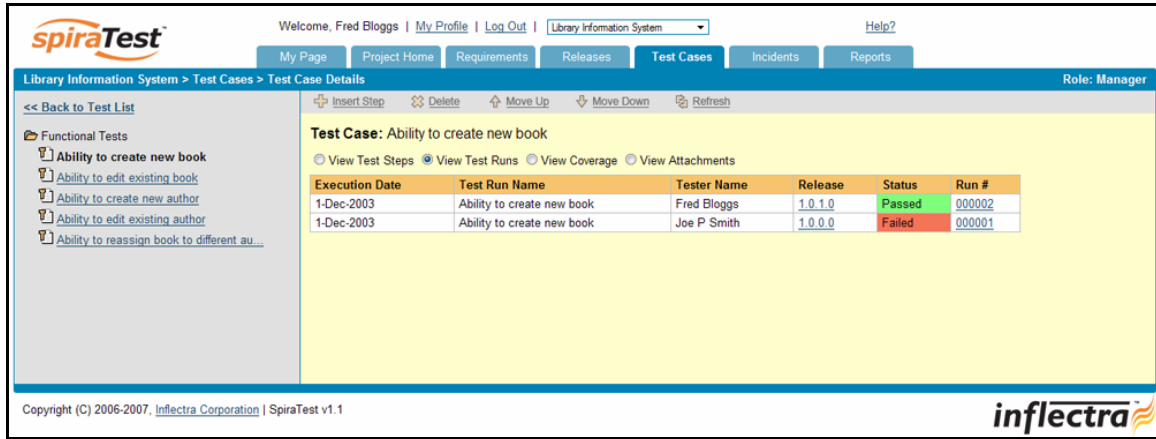 spiraTest™
Welcome, Fred Bloggs | My Profile | Log Out | Library Information System Help?
My Page Project Home Requirements Releases Test Cases Incidents Reports
Library Information System > Test Cases > Test Case Details Role: Manager
<< Back to Test List
Functional Tests
Ability to create new book
Ability to edit existing book
Ability to create new author
Ability to edit existing author
Ability to reassign book to different au...
Insert Step Delete Move Up Move Down Refresh
Test Case: Ability to create new book
View Test Steps View Test Runs View Coverage View Attachments
Execution Date Test Run Name Tester Name Release Status Run #
1-Dec-2003 Ability to create new book Fred Bloggs 1.0.1.0 Passed 000002
1-Dec-2003 Ability to create new book Joe P Smith 1.0.0.0 Failed 000001
Copyright (C) 2006-2007, Inflectra Corporation | SpiraTest v1.1
inflectra™